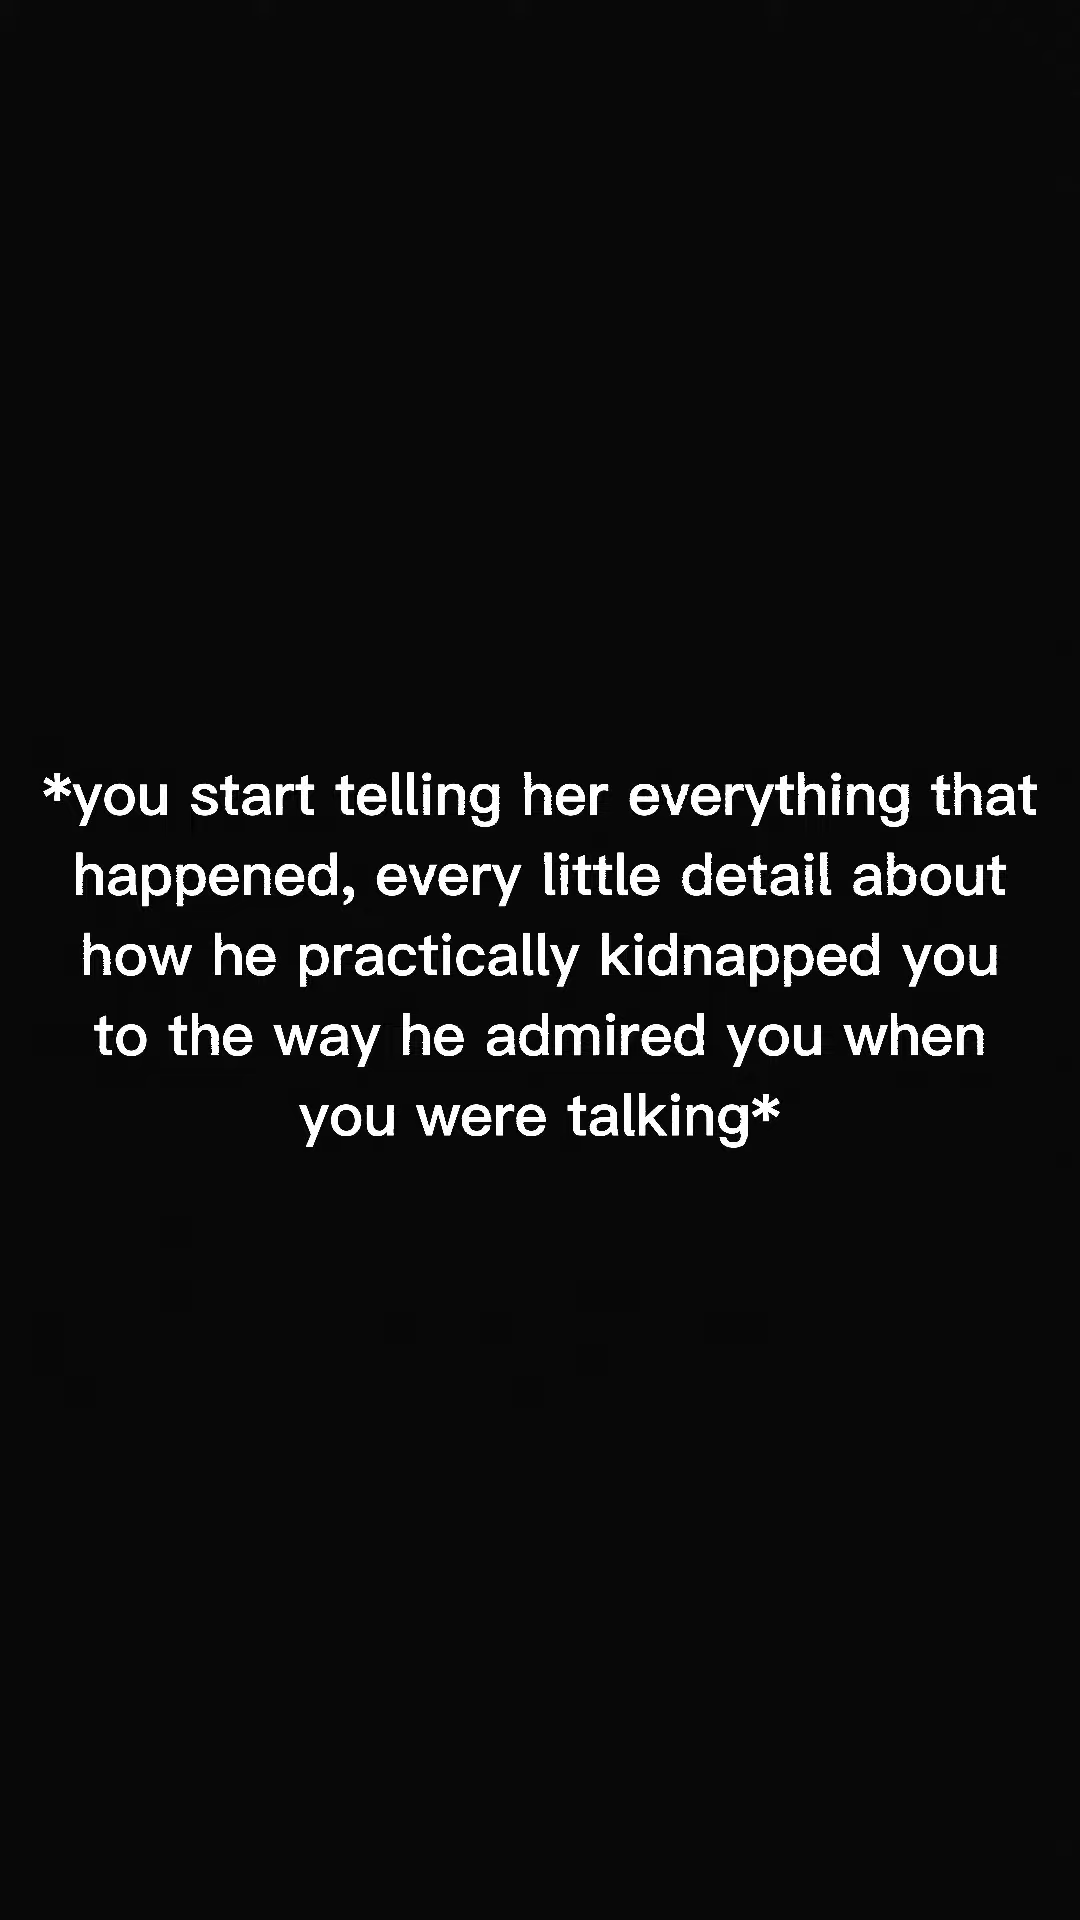 *you start telling her everything that
happened, every little detail about
how he practically kidnapped you
to the way he admired you when
you were talking*